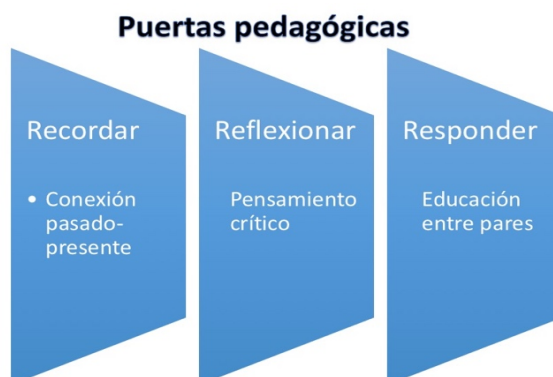 Puertas pedagógicas
Recordar
• Conexión
pasado-
presente
Reflexionar
Pensamiento
crítico
Responder
Educación
entre pares